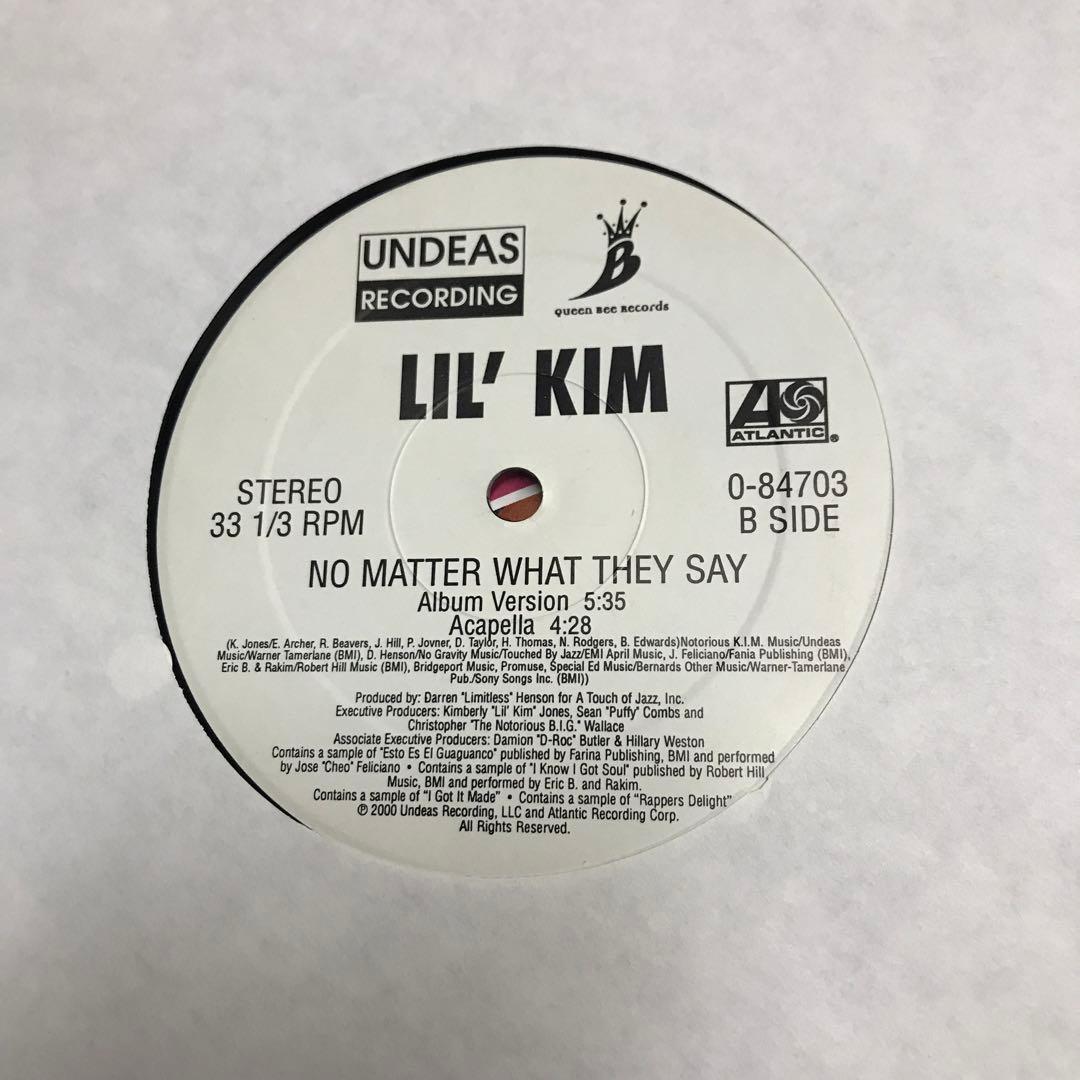 UNDEAS
RECORDING
B
Queen Bee Records
LIL' KIM
A
ATLANTIC®
STEREO
33 1/3 RPM
0-84703
B SIDE
NO MATTER WHAT THEY SAY
Album Version 5:35
Acapella 4:28
(K. Jones/E. Archer, R. Beavers, J. Hill, P. Jovner, D. Taylor, H. Thomas, N. Rodgers, B. Edwards)Notorious K.I.M. Music/Undeas
Music/Warner Tamerlane (BMI), D. Henson/No Gravity Music/Touched By Jazz/EMI April Music, J. Feliciano/Fania Publishing (BMI),
Eric B. & Rakim/Robert Hill Music (BMI), Bridgeport Music, Promuse, Special Ed Music/Bernards Other Music/Warner-Tamerlane
Pub./Sony Songs Inc. (BMI))
Produced by: Darren "Limitless" Henson for A Touch of Jazz, Inc.
Executive Producers: Kimberly "Lil' Kim" Jones, Sean "Puffy" Combs and
Christopher "The Notorious B.I.G." Wallace
Associate Executive Producers: Damion "D-Roc" Butler & Hillary Weston
Contains a sample of "Esto Es El Guaguanco" published by Farina Publishing, BMI and performed
by Jose "Cheo" Feliciano • Contains a sample of "I Know I Got Soul" published by Robert Hill
Music, BMI and performed by Eric B. and Rakim.
Contains a sample of "I Got It Made" • Contains a sample of "Rappers Delight"
℗ 2000 Undeas Recording, LLC and Atlantic Recording Corp.
All Rights Reserved.